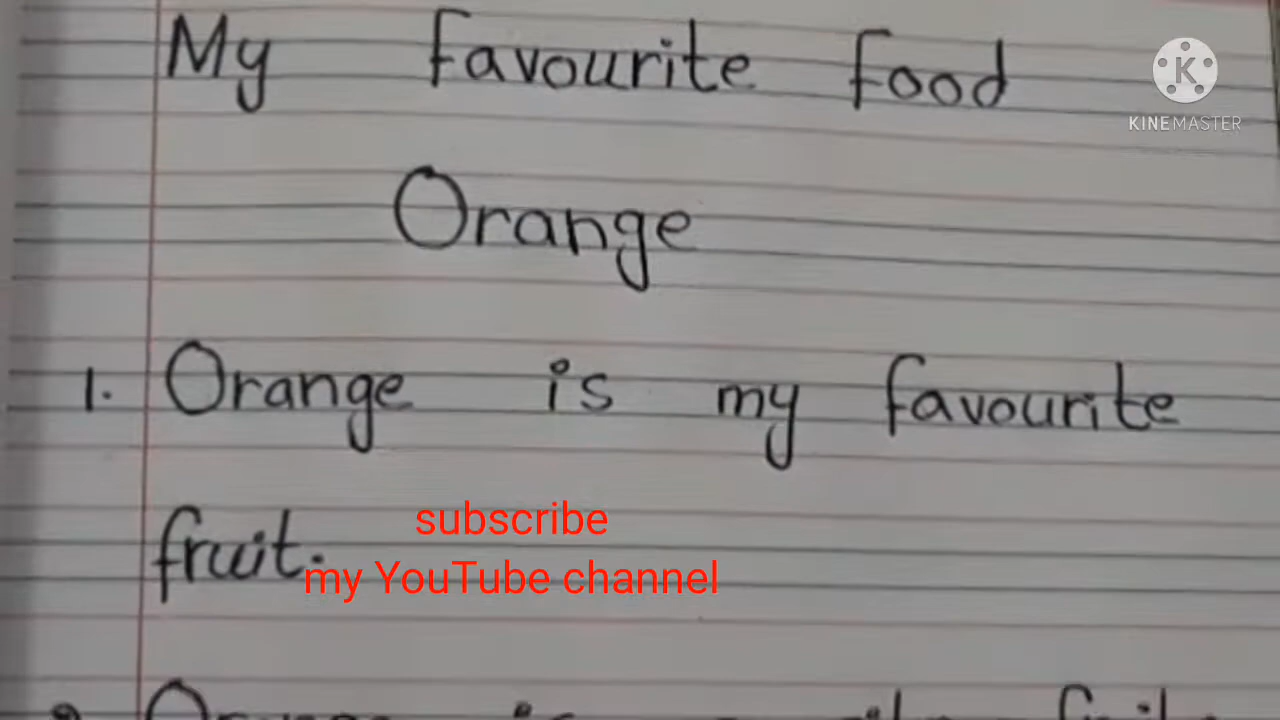 My favourite food
KINEMASTER
Orange
1. Orange is my favourite
fruit.
subscribe
my YouTube channel